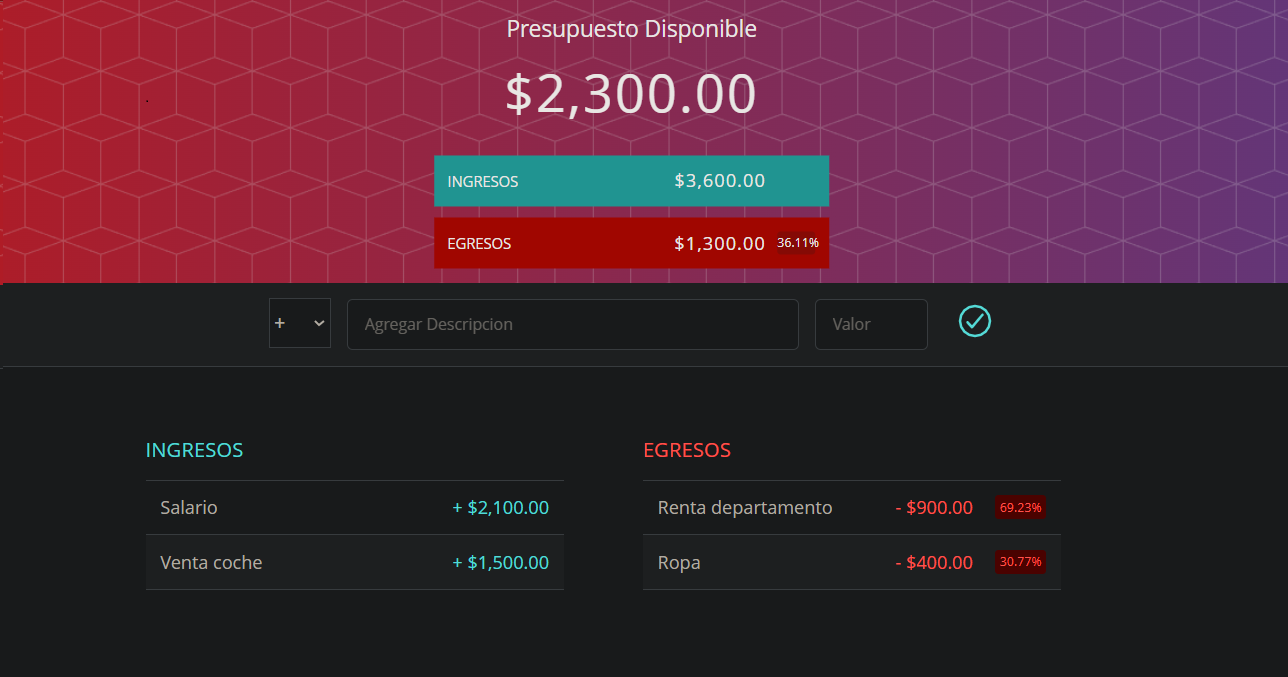 Presupuesto Disponible
$2,300.00
INGRESOS $3,600.00
EGRESOS $1,300.00 36.11%
+ Agregar Descripcion Valor
INGRESOS
Salario + $2,100.00
Venta coche + $1,500.00
EGRESOS
Renta departamento - $900.00 69.23%
Ropa - $400.00 30.77%